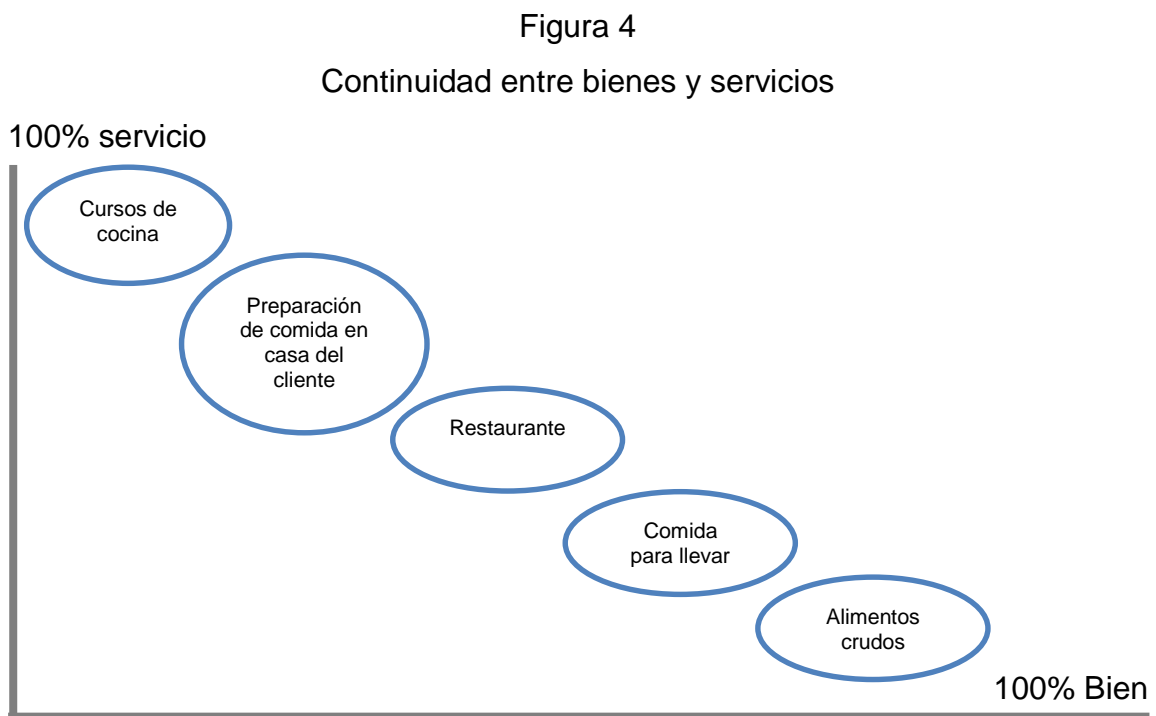 Figura 4
Continuidad entre bienes y servicios
100% servicio
Cursos de
cocina
Preparación
de comida en
casa del
cliente
Restaurante
Comida
para llevar
Alimentos
crudos
100% Bien